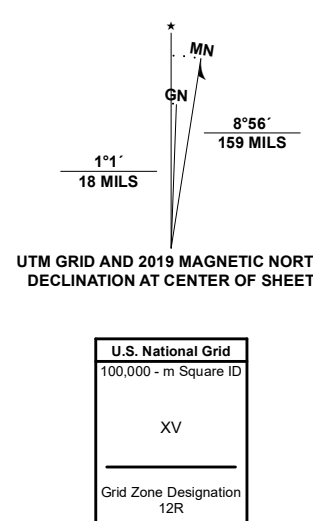 ★
MN
GN
8°56´
159 MILS
1°1´
18 MILS
UTM GRID AND 2019 MAGNETIC NORT
DECLINATION AT CENTER OF SHEET
U.S. National Grid
100,000 - m Square ID
XV
Grid Zone Designation
12R